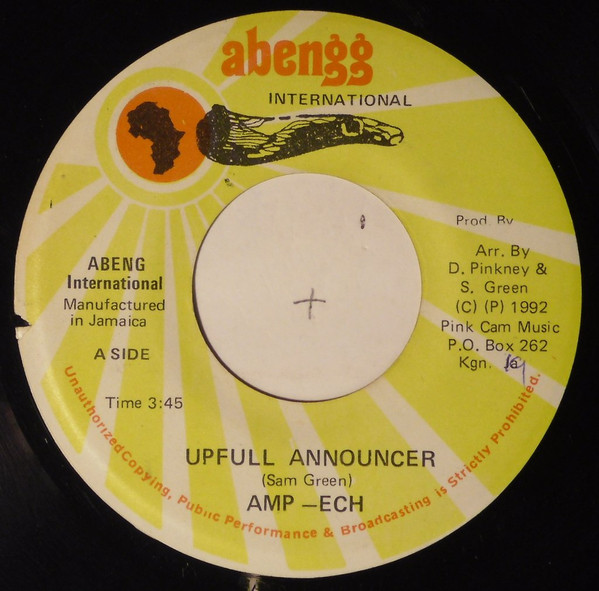 abengg
INTERNATIONAL
ABENG
International
Manufactured
in Jamaica
A SIDE
Time 3:45
Prod. By
Arr. By
D. Pinkney &
S. Green
(C) (P) 1992
Pink Cam Music
P.O. Box 262
Kgn.
UPFULL ANNOUNCER
(Sam Green)
AMP –ECH
Unauthorized Copying, Public Performance & Broadcasting is Strictly Prohibited.